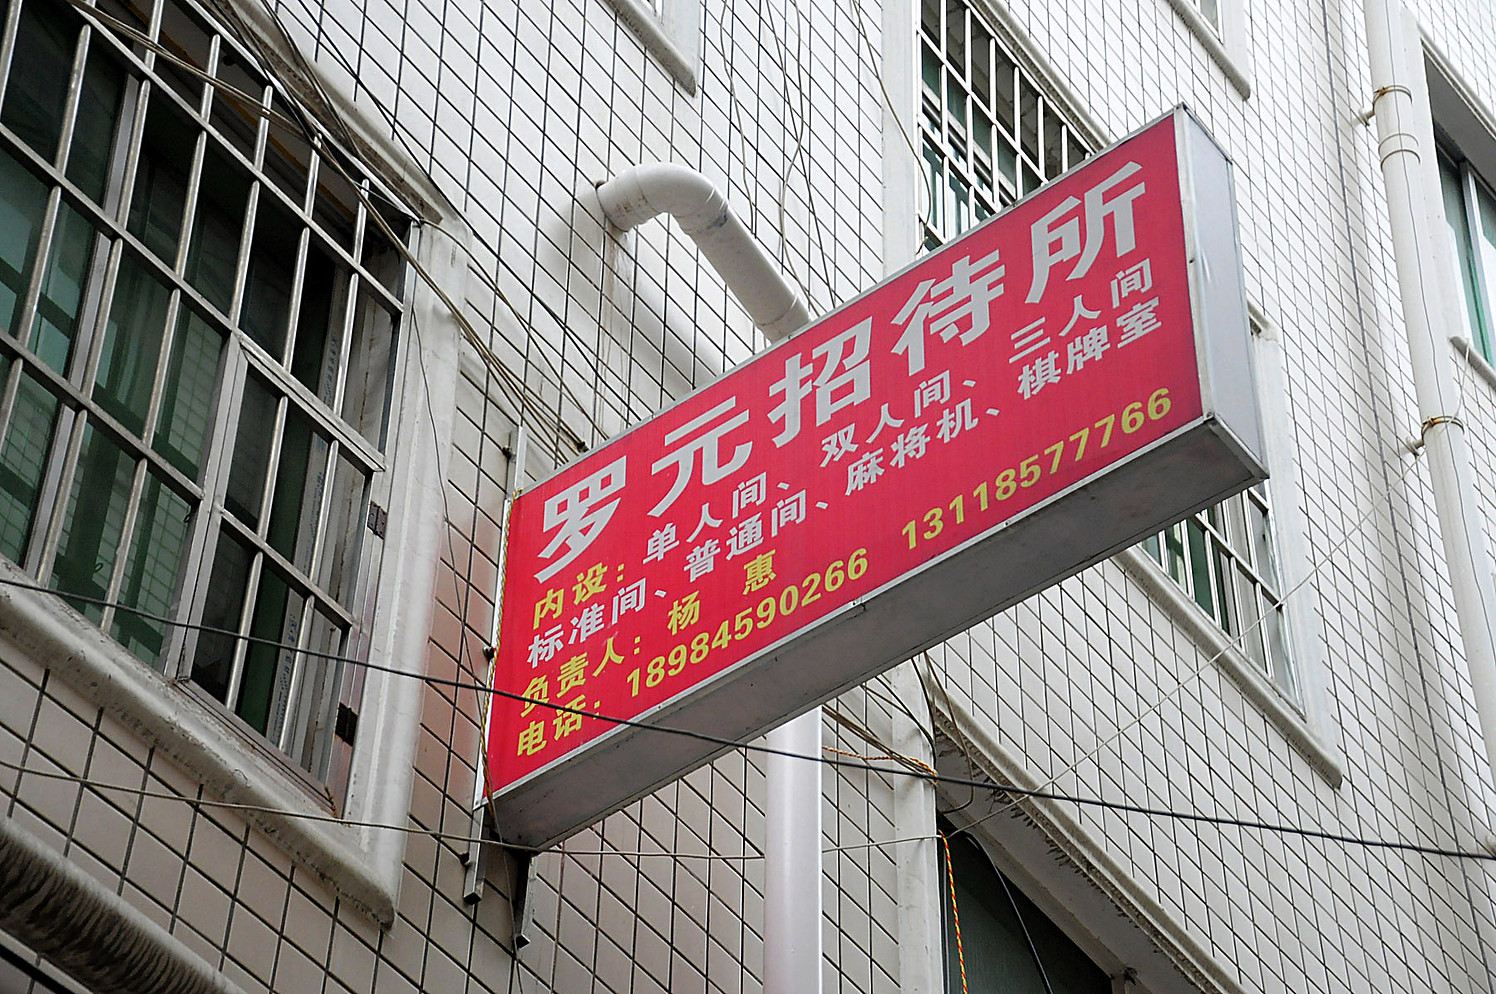 罗元招待所
内设：单人间、双人间、三人间
标准间、普通间、麻将机、棋牌室
负责人：杨 惠
电话：18984590266 13118577766